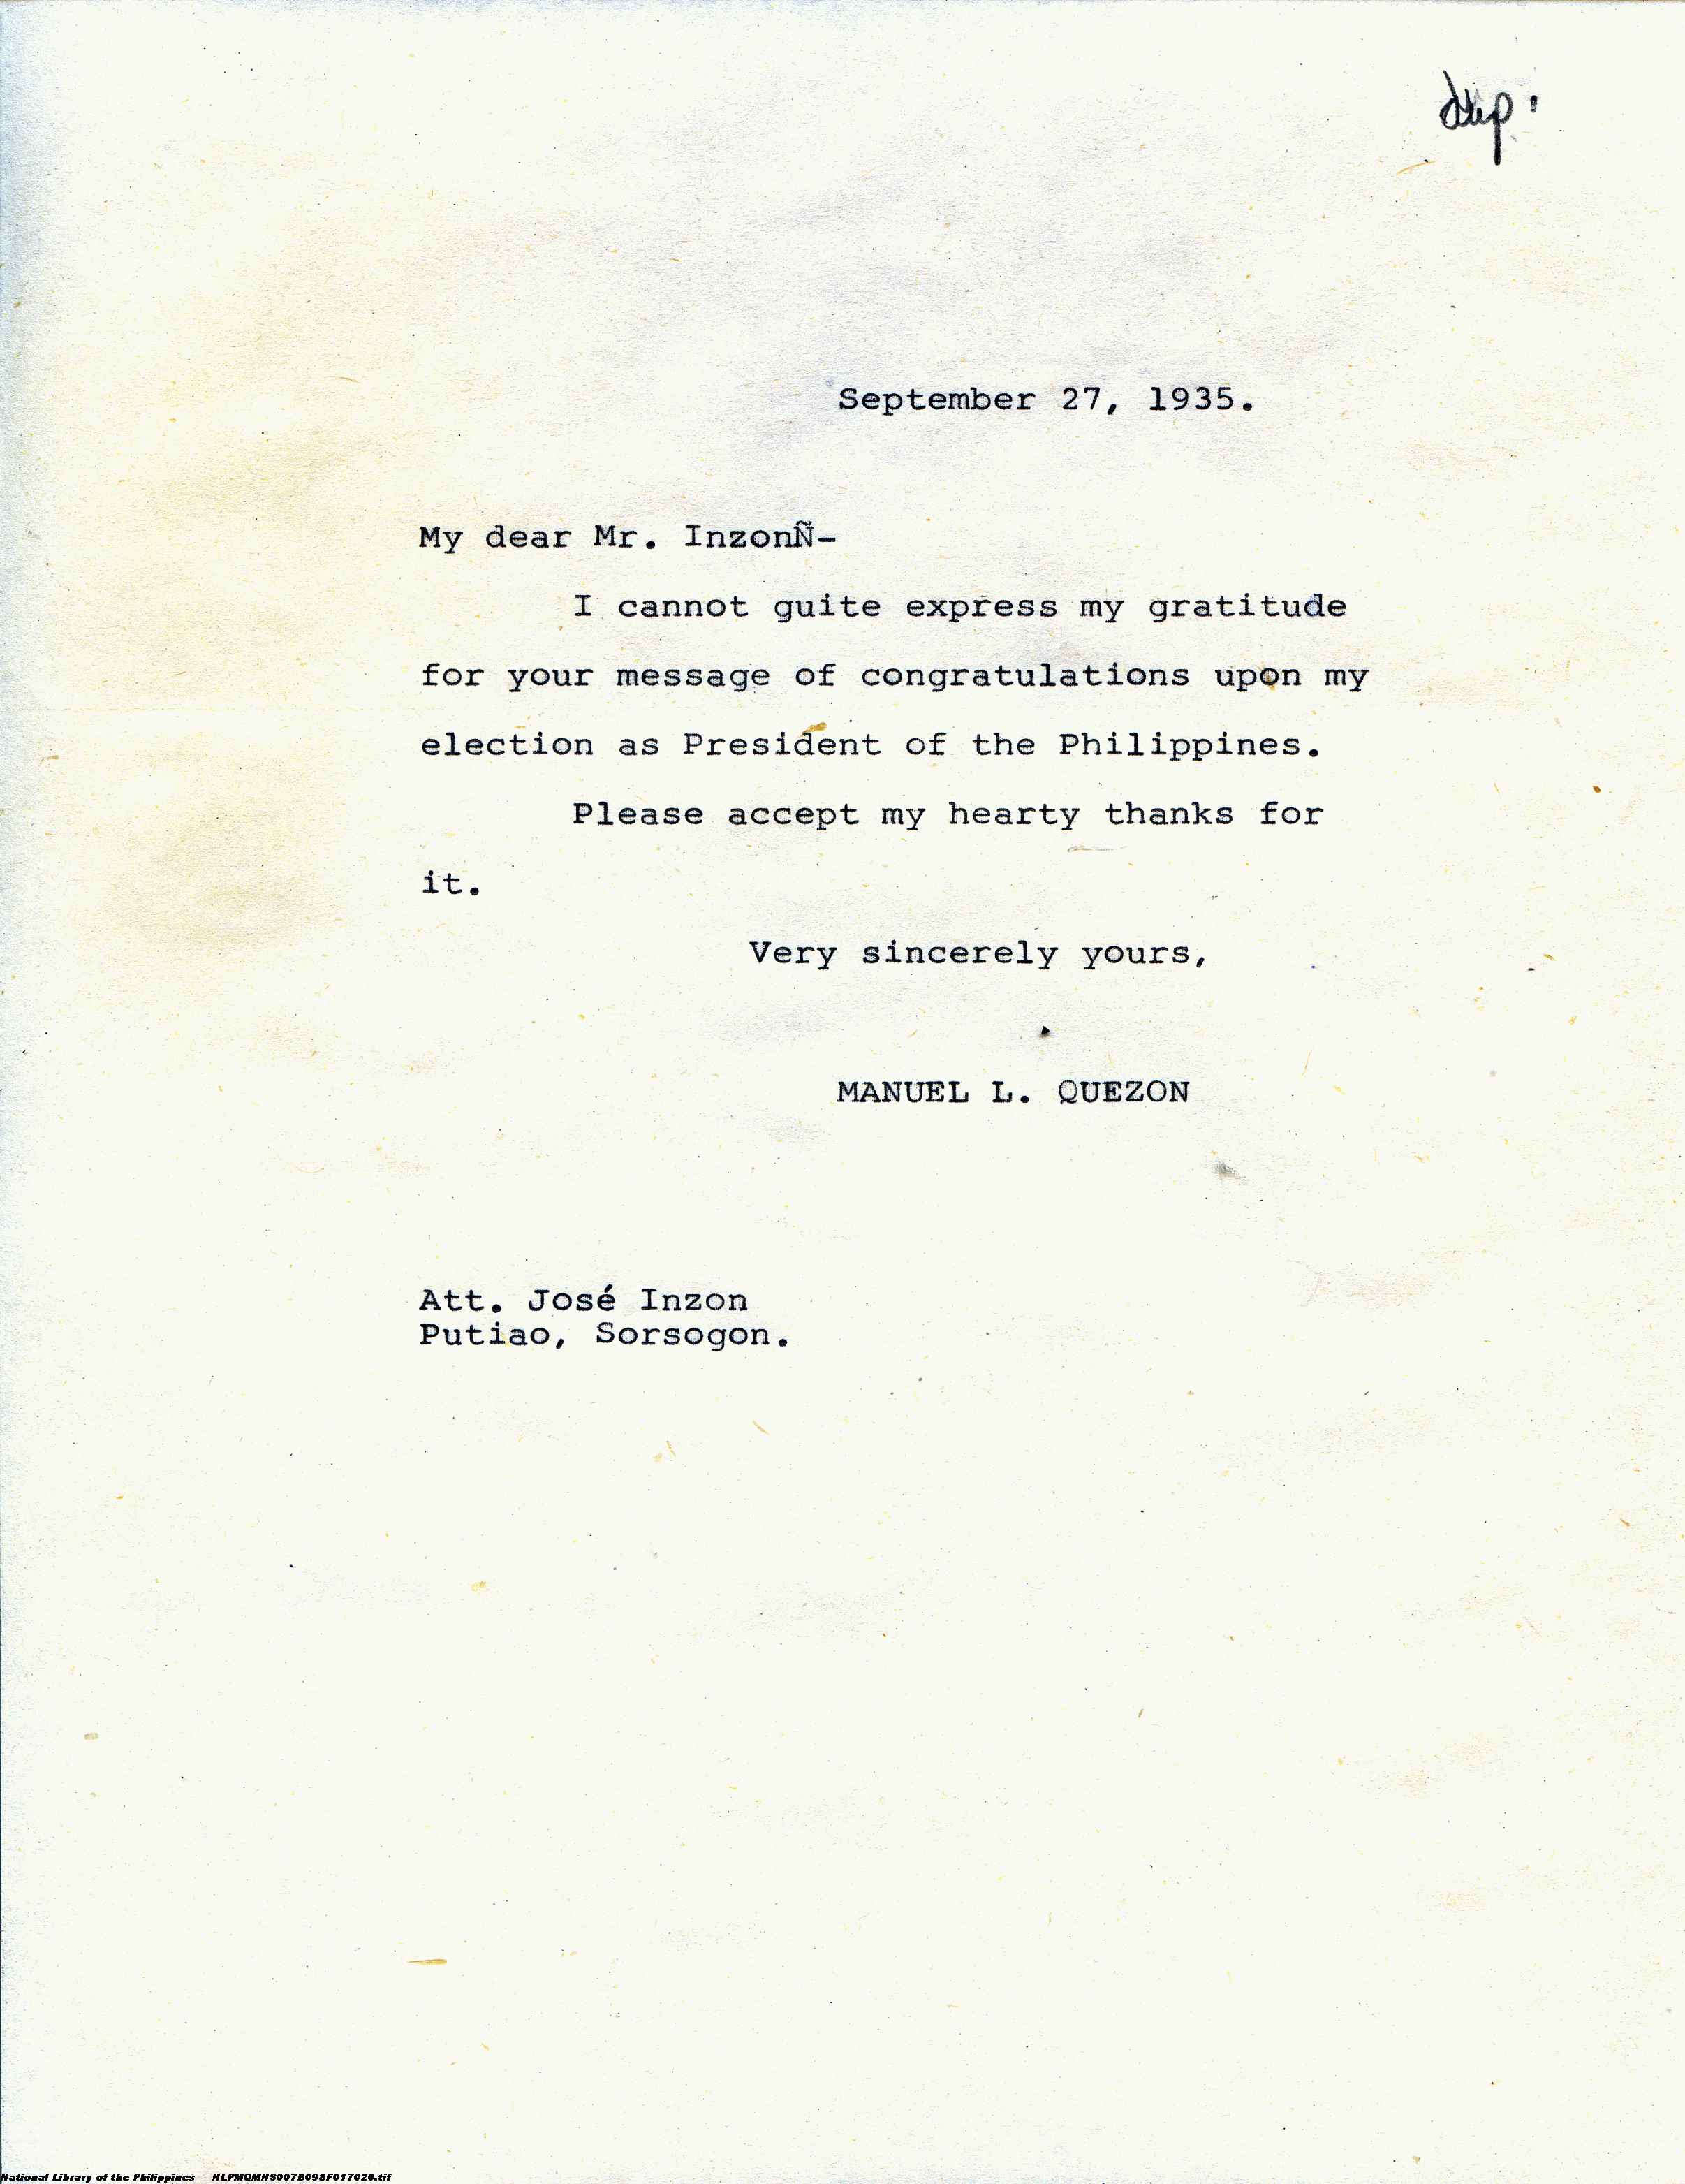 dup.
September 27, 1935.
My dear Mr. InzonÑ-
I cannot guite express my gratitude
for your message of congratulations upon my
election as President of the Philippines.
Please accept my hearty thanks for
it.
Very sincerely yours,
MANUEL L. QUEZON
Att. José Inzon
Putiao, Sorsogon.
National Library of the Philippines NLPMQMNS007B098F017020.tif